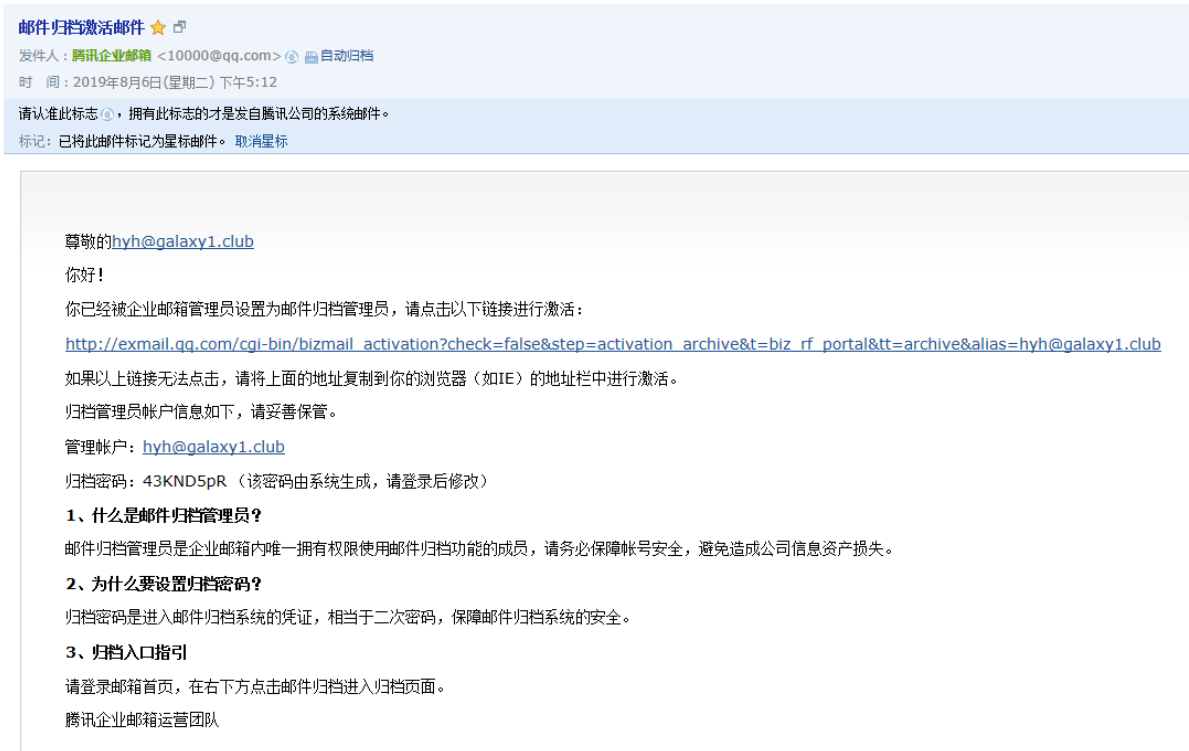 邮件归档激活邮件
发件人：腾讯企业邮箱 <10000@qq.com> 自动归档
时 间：2019年8月6日(星期二) 下午5:12
请认准此标志，拥有此标志的才是发自腾讯公司的系统邮件。
标记：已将此邮件标记为星标邮件。 取消星标
尊敬的hyh@galaxy1.club
你好！
你已经被企业邮箱管理员设置为邮件归档管理员，请点击以下链接进行激活：
http://exmail.qq.com/cgi-bin/bizmail_activation?check=false&step=activation_archive&t=biz_rf_portal&tt=archive&alias=hyh@galaxy1.club
如果以上链接无法点击，请将上面的地址复制到你的浏览器（如IE）的地址栏中进行激活。
归档管理员帐户信息如下，请妥善保管。
管理帐户：hyh@galaxy1.club
归档密码：43KND5pR （该密码由系统生成，请登录后修改）
1、什么是邮件归档管理员？
邮件归档管理员是企业邮箱内唯一拥有权限使用邮件归档功能的成员，请务必保障帐号安全，避免造成公司信息资产损失。
2、为什么要设置归档密码？
归档密码是进入邮件归档系统的凭证，相当于二次密码，保障邮件归档系统的安全。
3、归档入口指引
请登录邮箱首页，在右下方点击邮件归档进入归档页面。
腾讯企业邮箱运营团队